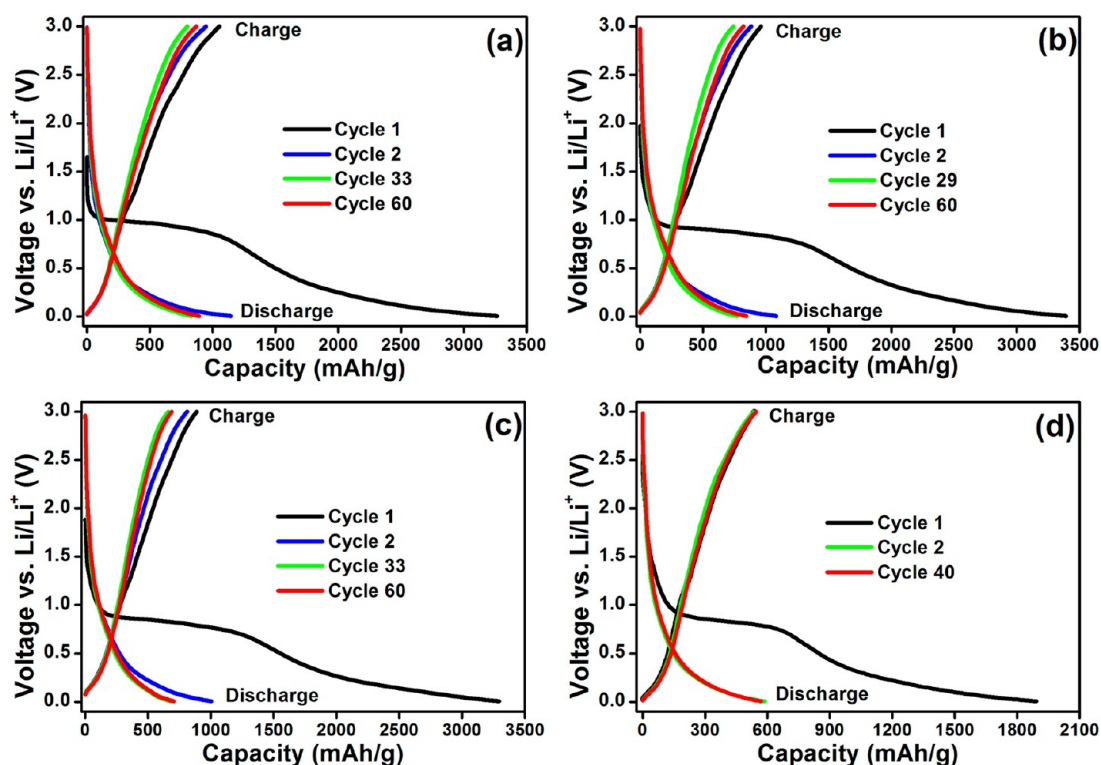 (a)
Charge
Cycle 1
Cycle 2
Cycle 33
Cycle 60
Discharge
Voltage vs. Li/Li⁺ (V)
3.0
2.5
2.0
1.5
1.0
0.5
0.0
0 500 1000 1500 2000 2500 3000 3500
Capacity (mAh/g)
(b)
Charge
Cycle 1
Cycle 2
Cycle 29
Cycle 60
Discharge
Voltage vs. Li/Li⁺ (V)
3.0
2.5
2.0
1.5
1.0
0.5
0.0
0 500 1000 1500 2000 2500 3000 3500
Capacity (mAh/g)
(c)
Charge
Cycle 1
Cycle 2
Cycle 33
Cycle 60
Discharge
Voltage vs. Li/Li⁺ (V)
3.0
2.5
2.0
1.5
1.0
0.5
0.0
0 500 1000 1500 2000 2500 3000 3500
Capacity (mAh/g)
(d)
Charge
Cycle 1
Cycle 2
Cycle 40
Discharge
Voltage vs. Li/Li⁺ (V)
3.0
2.5
2.0
1.5
1.0
0.5
0.0
0 300 600 900 1200 1500 1800 2100
Capacity (mAh/g)